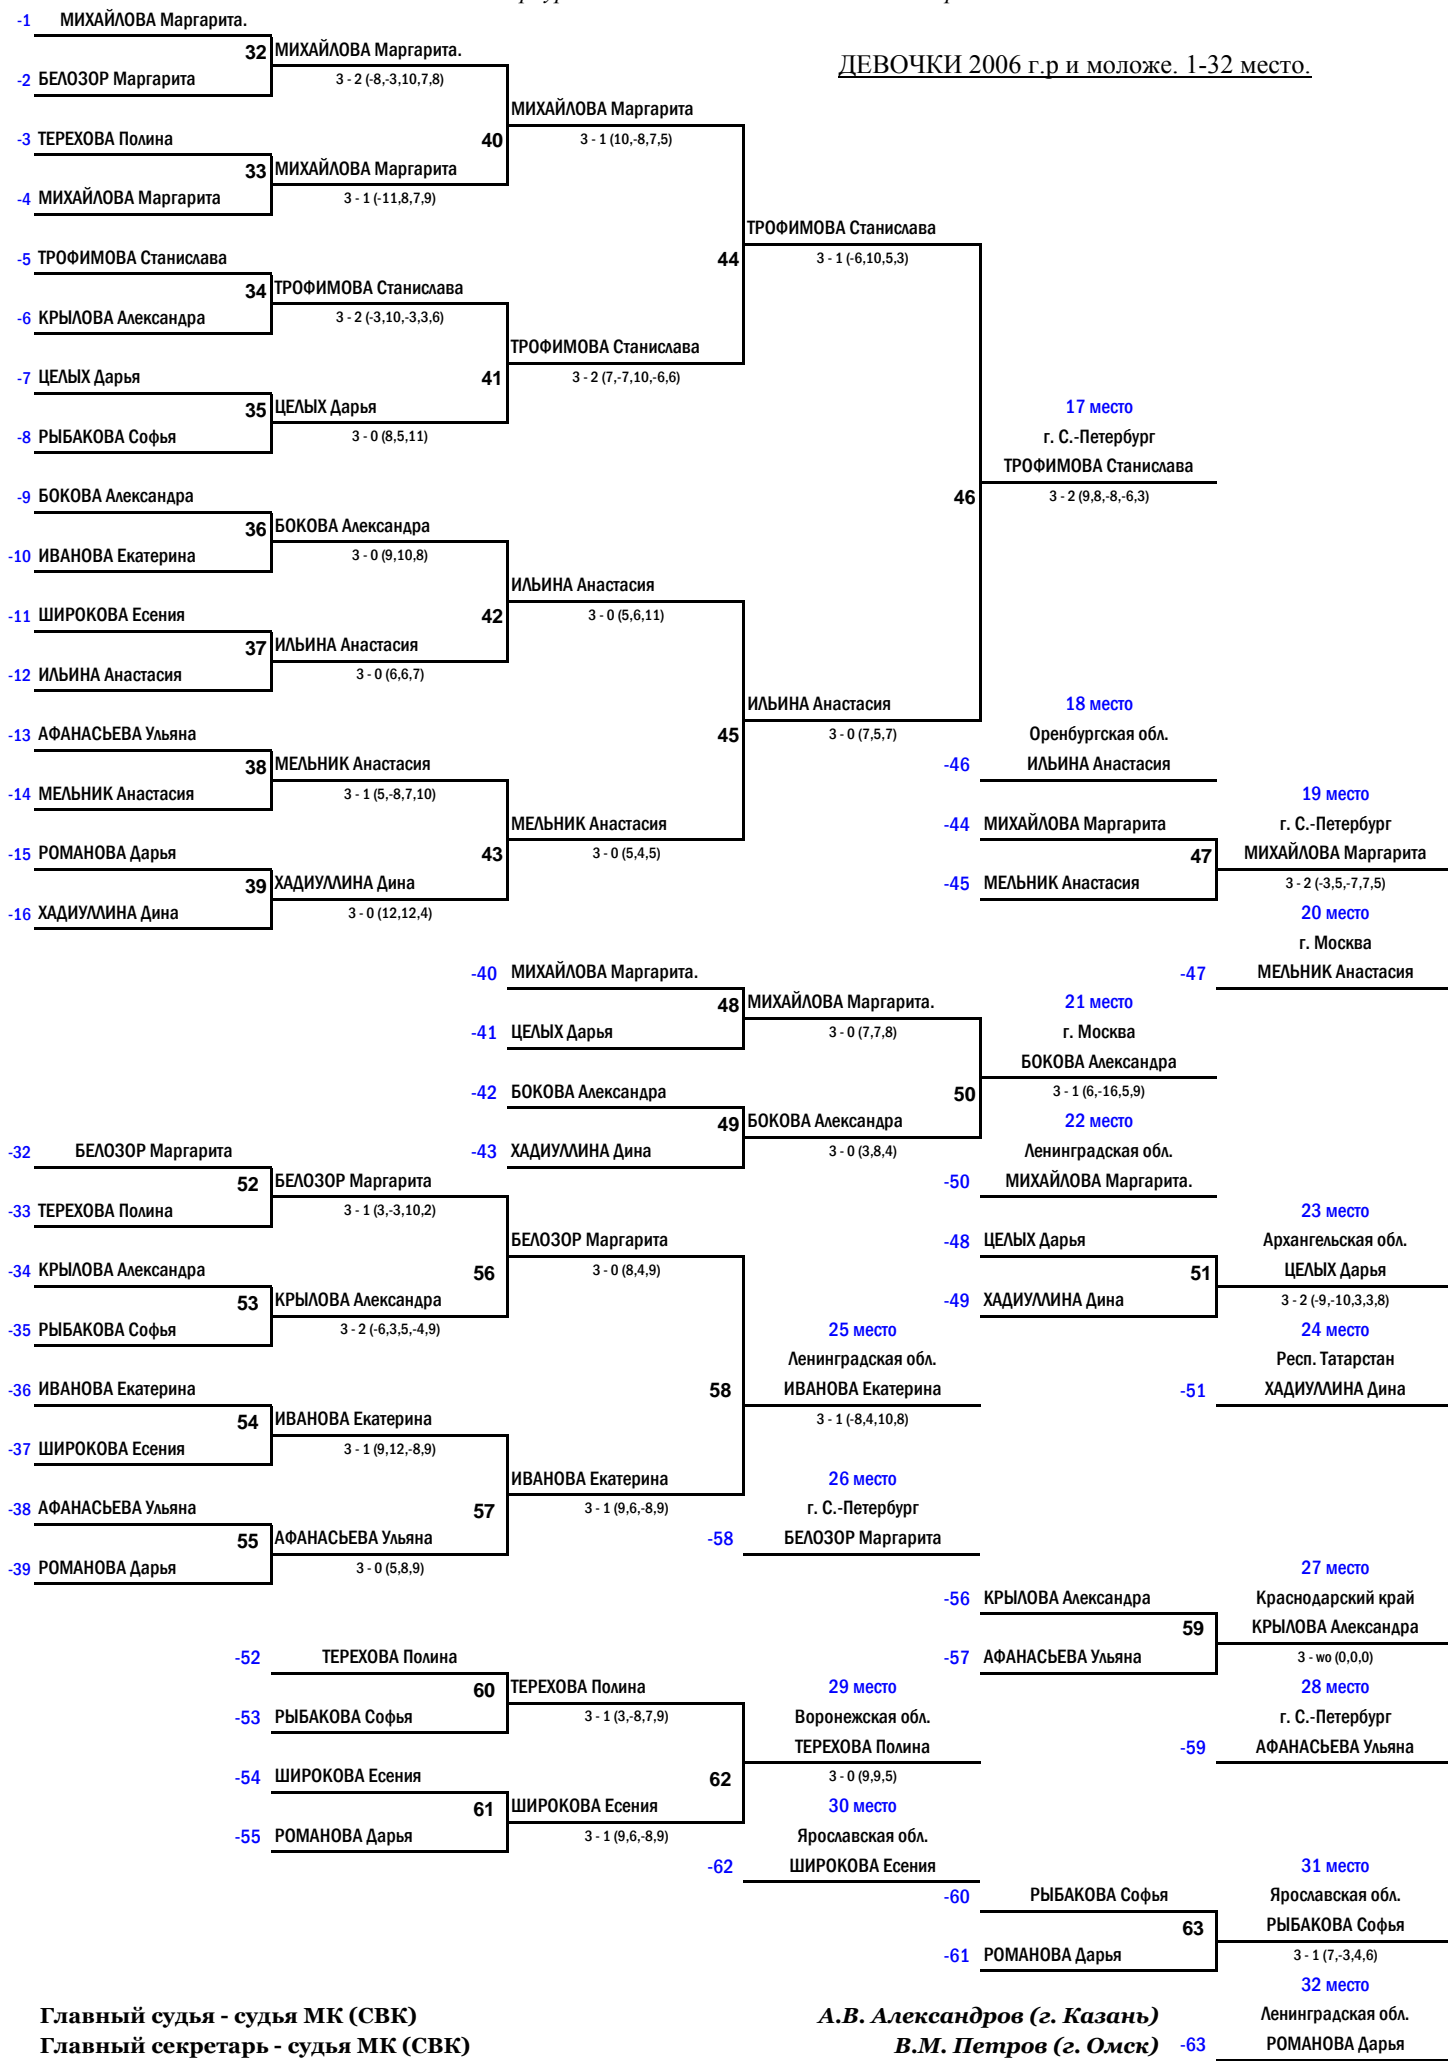 -1 МИХАЙЛОВА Маргарита.
32 МИХАЙЛОВА Маргарита.
ДЕВОЧКИ 2006 г.р и моложе. 1-32 место.
-2 БЕЛОЗОР Маргарита 3 - 2 (-8,-3,10,7,8)
МИХАЙЛОВА Маргарита
-3 ТЕРЕХОВА Полина 40 3 - 1 (10,-8,7,5)
33 МИХАЙЛОВА Маргарита
-4 МИХАЙЛОВА Маргарита 3 - 1 (-11,8,7,9)
ТРОФИМОВА Станислава
-5 ТРОФИМОВА Станислава 44 3 - 1 (-6,10,5,3)
34 ТРОФИМОВА Станислава
-6 КРЫЛОВА Александра 3 - 2 (-3,10,-3,3,6)
ТРОФИМОВА Станислава
-7 ЦЕЛЫХ Дарья 41 3 - 2 (7,-7,10,-6,6)
35 ЦЕЛЫХ Дарья 17 место
-8 РЫБАКОВА Софья 3 - 0 (8,5,11) г. С.-Петербург
ТРОФИМОВА Станислава
-9 БОКОВА Александра 46 3 - 2 (9,8,-8,-6,3)
36 БОКОВА Александра
-10 ИВАНОВА Екатерина 3 - 0 (9,10,8)
ИЛЬИНА Анастасия
-11 ШИРОКОВА Есения 42 3 - 0 (5,6,11)
37 ИЛЬИНА Анастасия
-12 ИЛЬИНА Анастасия 3 - 0 (6,6,7)
ИЛЬИНА Анастасия 18 место
-13 АФАНАСЬЕВА Ульяна 45 3 - 0 (7,5,7) Оренбургская обл.
38 МЕЛЬНИК Анастасия -46 ИЛЬИНА Анастасия
-14 МЕЛЬНИК Анастасия 3 - 1 (5,-8,7,10) 19 место
МЕЛЬНИК Анастасия -44 МИХАЙЛОВА Маргарита г. С.-Петербург
-15 РОМАНОВА Дарья 43 3 - 0 (5,4,5) 47 МИХАЙЛОВА Маргарита
39 ХАДИУЛЛИНА Дина -45 МЕЛЬНИК Анастасия 3 - 2 (-3,5,-7,7,5)
-16 ХАДИУЛЛИНА Дина 3 - 0 (12,12,4) 20 место
г. Москва
-40 МИХАЙЛОВА Маргарита. -47 МЕЛЬНИК Анастасия
48 МИХАЙЛОВА Маргарита. 21 место
-41 ЦЕЛЫХ Дарья 3 - 0 (7,7,8) г. Москва
БОКОВА Александра
-42 БОКОВА Александра 50 3 - 1 (6,-16,5,9)
49 БОКОВА Александра 22 место
-32 БЕЛОЗОР Маргарита -43 ХАДИУЛЛИНА Дина 3 - 0 (3,8,4) Ленинградская обл.
52 БЕЛОЗОР Маргарита -50 МИХАЙЛОВА Маргарита.
-33 ТЕРЕХОВА Полина 3 - 1 (3,-3,10,2) 23 место
БЕЛОЗОР Маргарита -48 ЦЕЛЫХ Дарья Архангельская обл.
-34 КРЫЛОВА Александра 56 3 - 0 (8,4,9) 51 ЦЕЛЫХ Дарья
53 КРЫЛОВА Александра -49 ХАДИУЛЛИНА Дина 3 - 2 (-9,-10,3,3,8)
-35 РЫБАКОВА Софья 3 - 2 (-6,3,5,-4,9) 25 место 24 место
Ленинградская обл. Респ. Татарстан
-36 ИВАНОВА Екатерина 58 ИВАНОВА Екатерина -51 ХАДИУЛЛИНА Дина
54 ИВАНОВА Екатерина 3 - 1 (-8,4,10,8)
-37 ШИРОКОВА Есения 3 - 1 (9,12,-8,9)
ИВАНОВА Екатерина 26 место
-38 АФАНАСЬЕВА Ульяна 57 3 - 1 (9,6,-8,9) г. С.-Петербург
55 АФАНАСЬЕВА Ульяна -58 БЕЛОЗОР Маргарита
-39 РОМАНОВА Дарья 3 - 0 (5,8,9) 27 место
-56 КРЫЛОВА Александра Краснодарский край
59 КРЫЛОВА Александра
-52 ТЕРЕХОВА Полина -57 АФАНАСЬЕВА Ульяна 3 - wo (0,0,0)
60 ТЕРЕХОВА Полина 29 место 28 место
-53 РЫБАКОВА Софья 3 - 1 (3,-8,7,9) Воронежская обл. г. С.-Петербург
ТЕРЕХОВА Полина -59 АФАНАСЬЕВА Ульяна
-54 ШИРОКОВА Есения 62 3 - 0 (9,9,5)
61 ШИРОКОВА Есения 30 место
-55 РОМАНОВА Дарья 3 - 1 (9,6,-8,9) Ярославская обл.
-62 ШИРОКОВА Есения 31 место
-60 РЫБАКОВА Софья Ярославская обл.
63 РЫБАКОВА Софья
-61 РОМАНОВА Дарья 3 - 1 (7,-3,4,6)
32 место
Главный судья - судья МК (СВК) А.В. Александров (г. Казань) Ленинградская обл.
Главный секретарь - судья МК (СВК) В.М. Петров (г. Омск) -63 РОМАНОВА Дарья